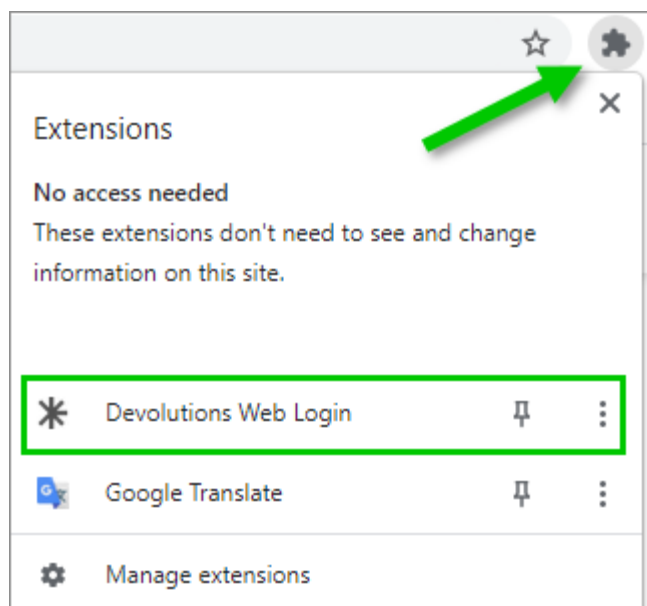 Extensions
No access needed
These extensions don't need to see and change
information on this site.
Devolutions Web Login
Google Translate
Manage extensions